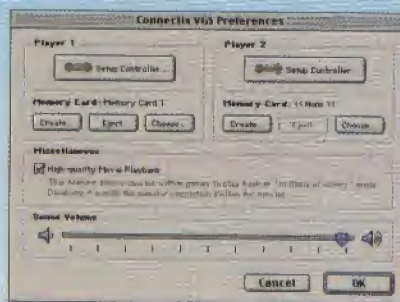 Connectix VGS Preferences
Player 1
Setup Controller...
Memory Card: Memory Card 1
Create... Eject Choose...
Player 2
Setup Controller...
Memory Card: << None >>
Create... Eject Choose...
Miscellaneous
High-quality Movie Playback
Sound Volume
Cancel OK